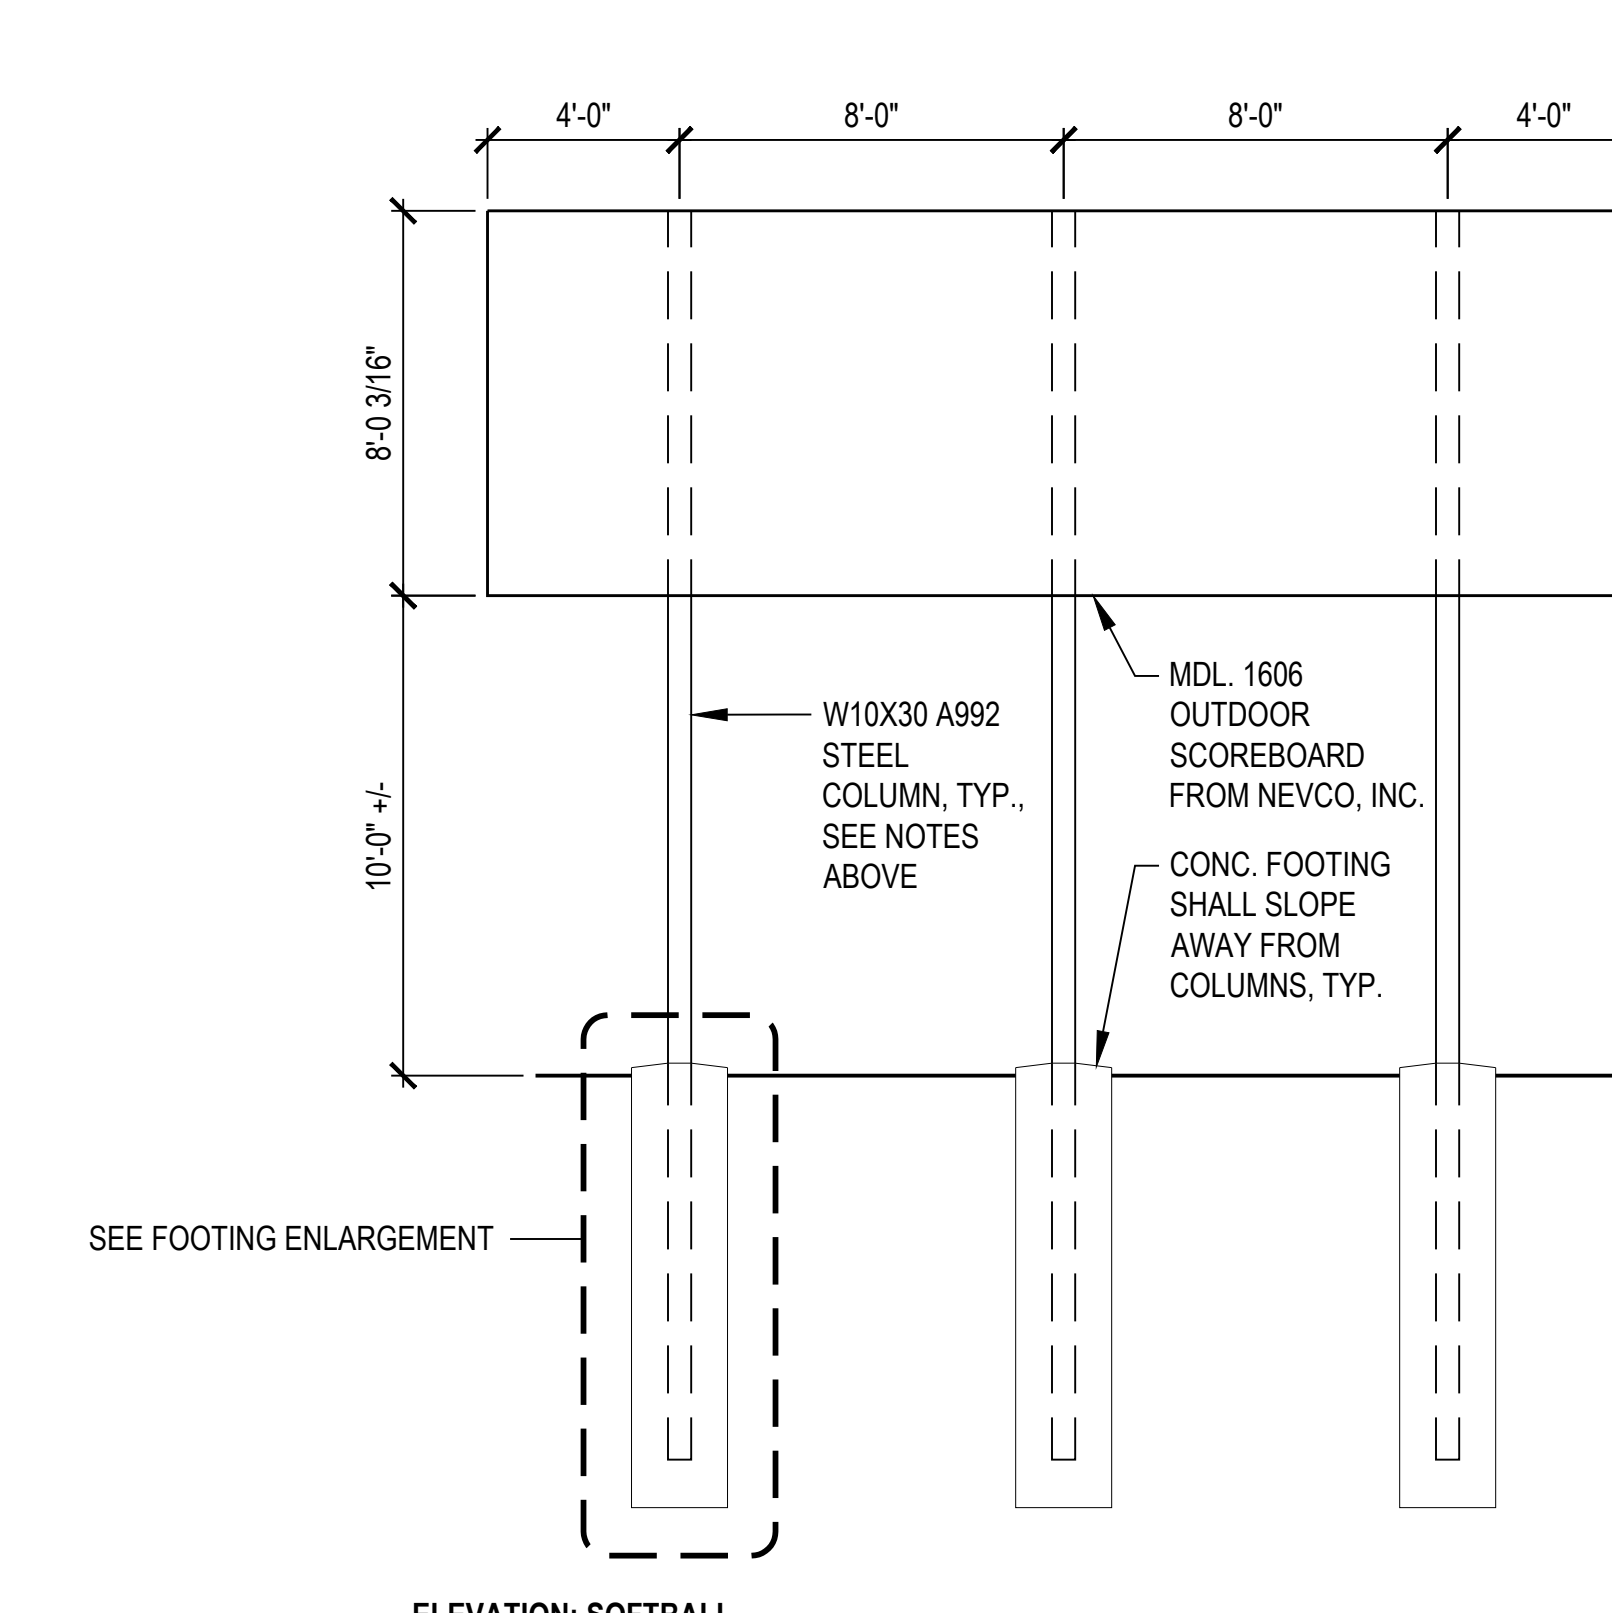 4'-0"
8'-0"
8'-0"
4'-0"
8'-0 3/16"
10'-0" +/-
W10X30 A992
STEEL
COLUMN, TYP.,
SEE NOTES
ABOVE
MDL. 1606
OUTDOOR
SCOREBOARD
FROM NEVCO, INC.
CONC. FOOTING
SHALL SLOPE
AWAY FROM
COLUMNS, TYP.
SEE FOOTING ENLARGEMENT
ELEVATION: SOFTBALL